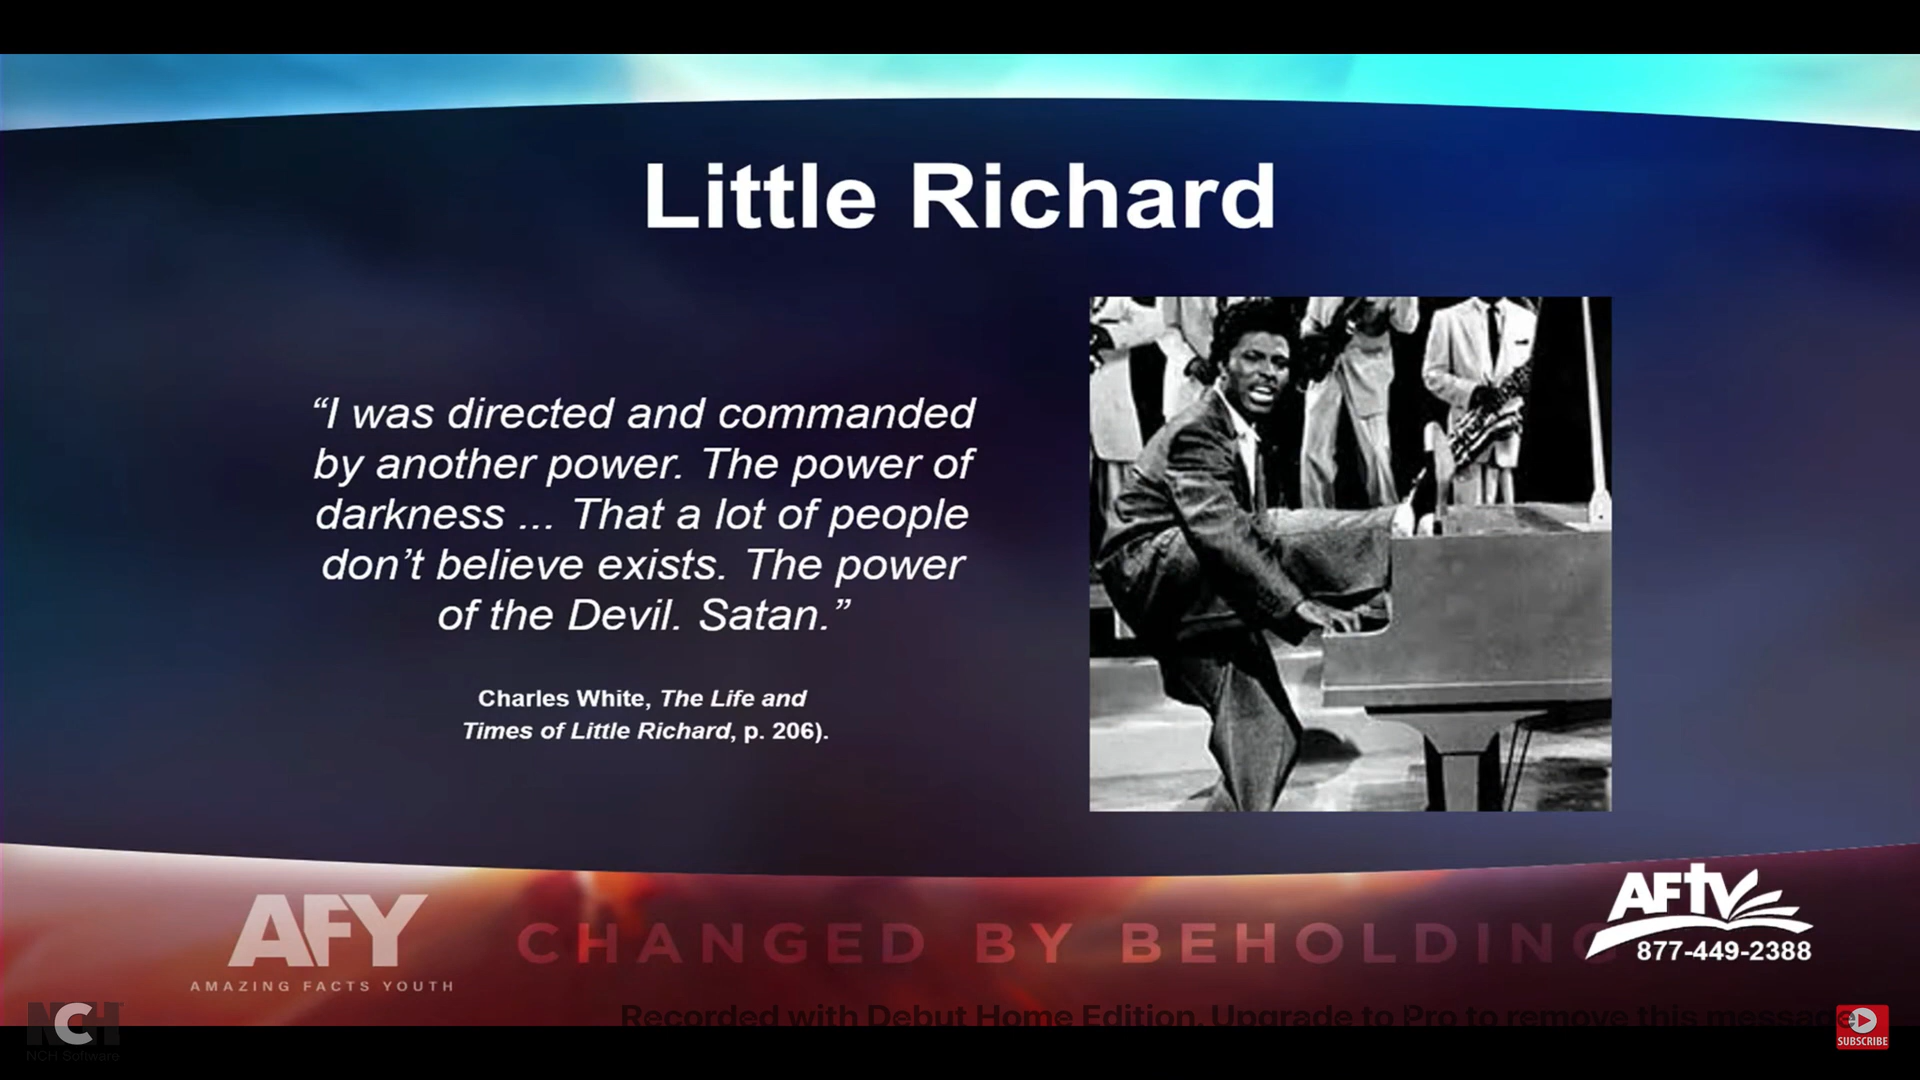 Little Richard
“I was directed and commanded
by another power. The power of
darkness ... That a lot of people
don’t believe exists. The power
of the Devil. Satan.”
Charles White, The Life and
Times of Little Richard, p. 206).
AFY
AMAZING FACTS YOUTH
CHANGED BY BEHOLDING
AFtv
877-449-2388
Recorded with Debut Home Edition. Upgrade to Pro to remove this message
NCH
NCH Software
SUBSCRIBE